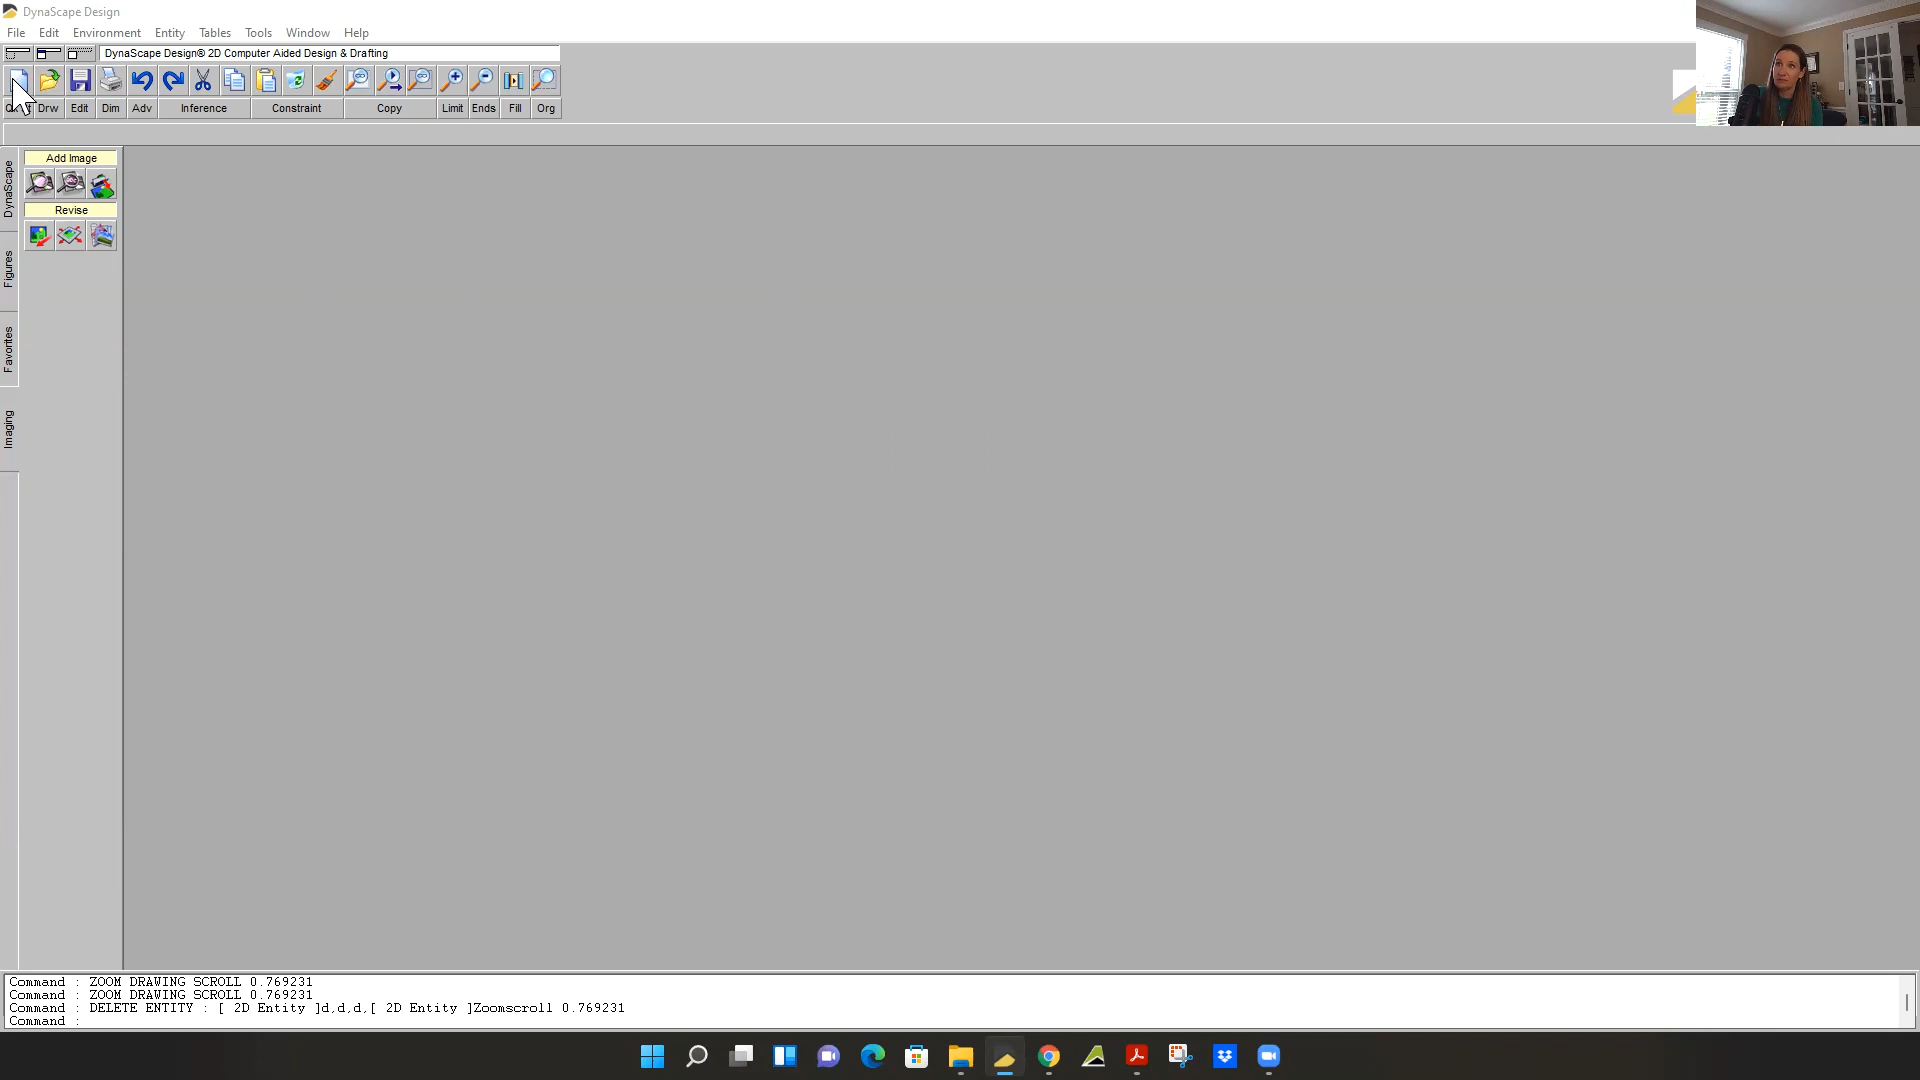 DynaScape Design
File Edit Environment Entity Tables Tools Window Help
DynaScape Design® 2D Computer Aided Design & Drafting
Drw Edit Dim Adv Inference Constraint Copy Limit Ends Fill Org
Add Image
Revise
DynaScape
Figures
Favorites
Imaging
Command : ZOOM DRAWING SCROLL 0.769231
Command : ZOOM DRAWING SCROLL 0.769231
Command : DELETE ENTITY : [ 2D Entity ]d,d,d,[ 2D Entity ]Zoomscroll 0.769231
Command :